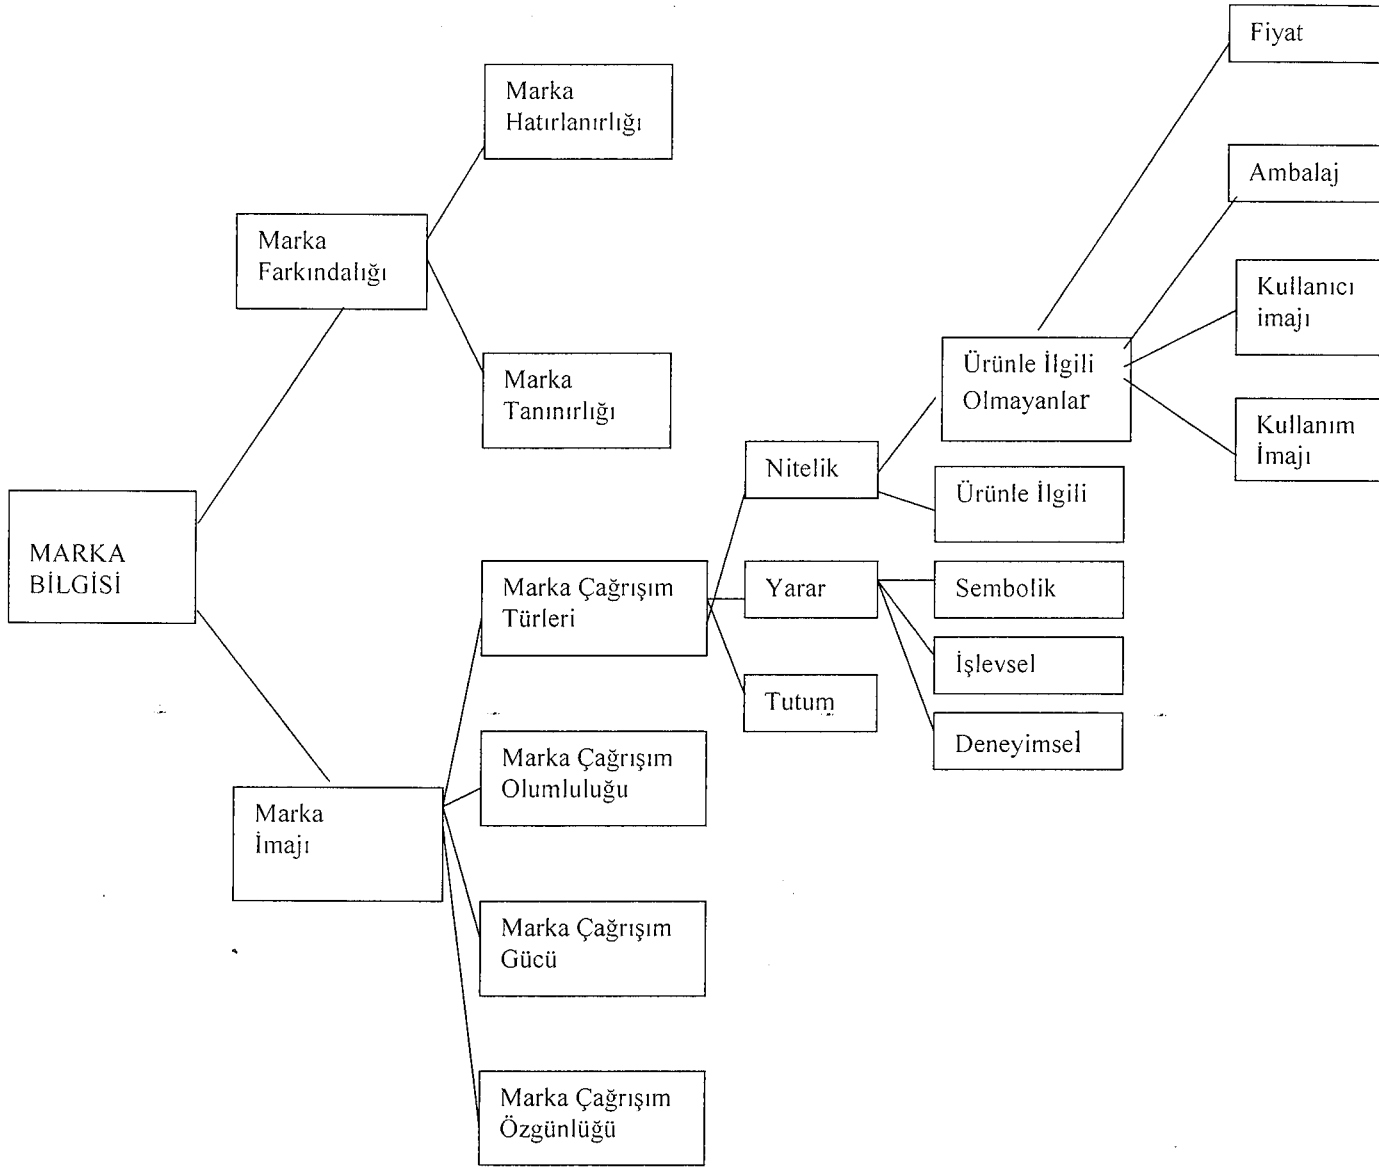 Fiyat
Marka
Hatırlanırlığı
Ambalaj
Marka
Farkındalığı
Kullanıcı
imajı
Ürünle İlgili
Olmayanlar
Marka
Tanınırlığı
Kullanım
İmajı
Nitelik
Ürünle İlgili
MARKA
BİLGİSİ
Marka Çağrışım
Türleri
Yarar
Sembolik
İşlevsel
Tutum
Deneyimsel
Marka Çağrışım
Olumluluğu
Marka
İmajı
Marka Çağrışım
Gücü
Marka Çağrışım
Özgünlüğü